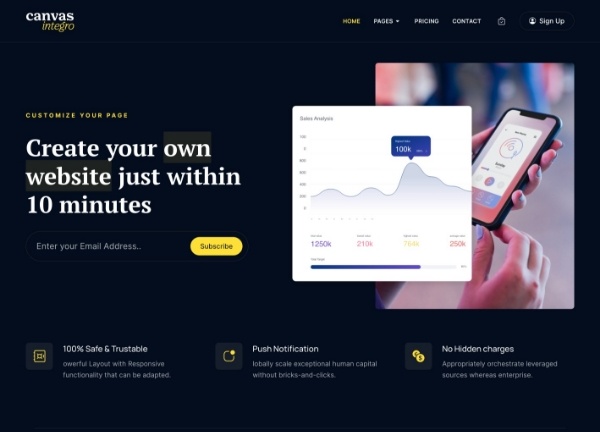 canvas
integro
HOME PAGES PRICING CONTACT Sign Up
CUSTOMIZE YOUR PAGE
Create your own
website just within
10 minutes
Enter your Email Address.. Subscribe
Sales Analysis
100k
1250k 210k 764k 250k
100% Safe & Trustable
owerful Layout with Responsive
functionality that can be adapted.
Push Notification
lobally scale exceptional human capital
without bricks-and-clicks.
No Hidden charges
Appropriately orchestrate leveraged
sources whereas enterprise.